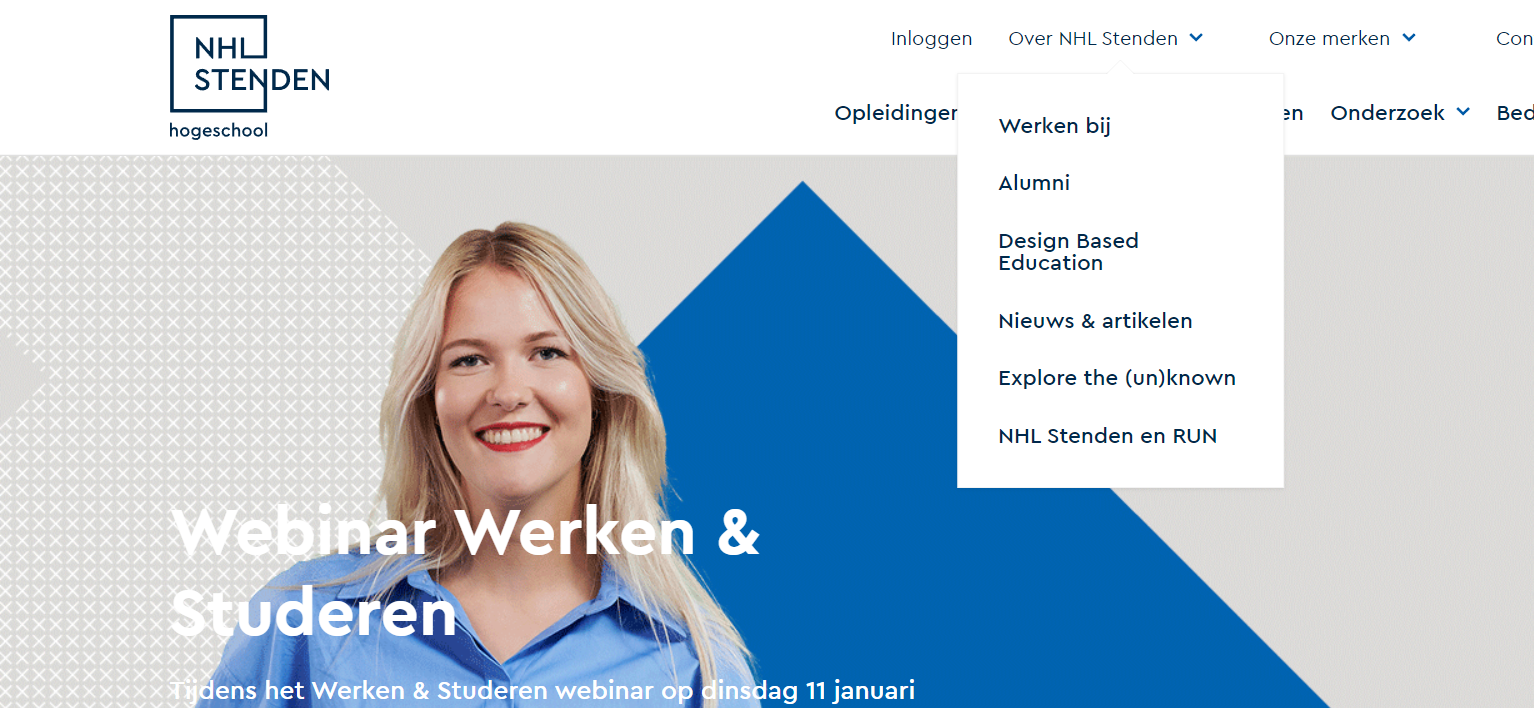 NHL
STENDEN
hogeschool
Inloggen
Over NHL Stenden
Onze merken
Con
Opleidingen
en
Onderzoek
Bed
Werken bij
Alumni
Design Based
Education
Nieuws & artikelen
Explore the (un)known
NHL Stenden en RUN
Webinar Werken &
Studeren
Tijdens het Werken & Studeren webinar op dinsdag 11 januari